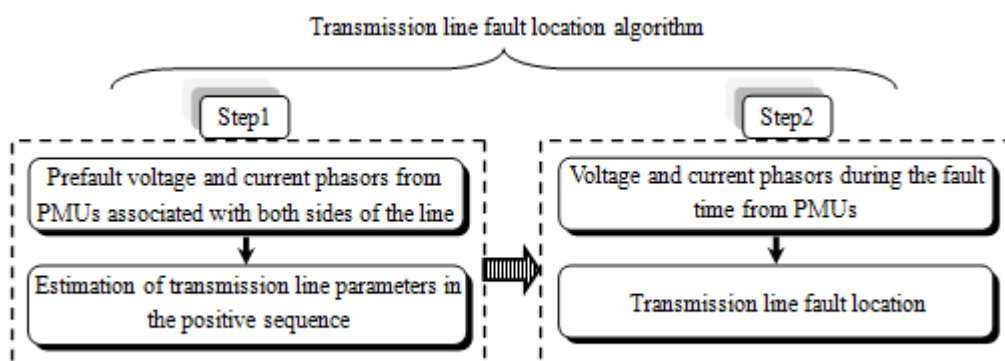 Transmission line fault location algorithm
Step1
Prefault voltage and current phasors from
PMUs associated with both sides of the line
Estimation of transmission line parameters in
the positive sequence
Step2
Voltage and current phasors during the fault
time from PMUs
Transmission line fault location